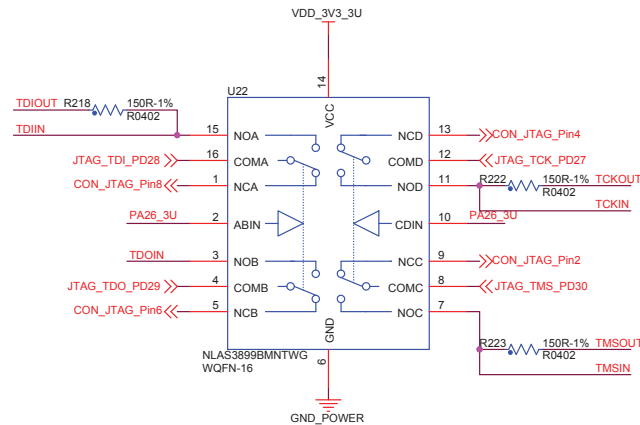 VDD_3V3_3U
U22
14
VCC
TDIOUT R218 150R-1%
R0402
TDIIN
15 NOA
NCD 13 CON_JTAG_Pin4
JTAG_TDI_PD28 16 COMA
COMD 12 JTAG_TCK_PD27
CON_JTAG_Pin8 1 NCA
NOD 11
R222 150R-1% TCKOUT
R0402
TCKIN
PA26_3U 2 ABIN
CDIN 10 PA26_3U
TDOIN 3 NOB
NCC 9 CON_JTAG_Pin2
JTAG_TDO_PD29 4 COMB
COMC 8 JTAG_TMS_PD30
CON_JTAG_Pin6 5 NCB
NOC 7
GND
6
NLAS3899BMNTWG
WQFN-16
R223 150R-1% TMSOUT
R0402
TMSIN
GND_POWER